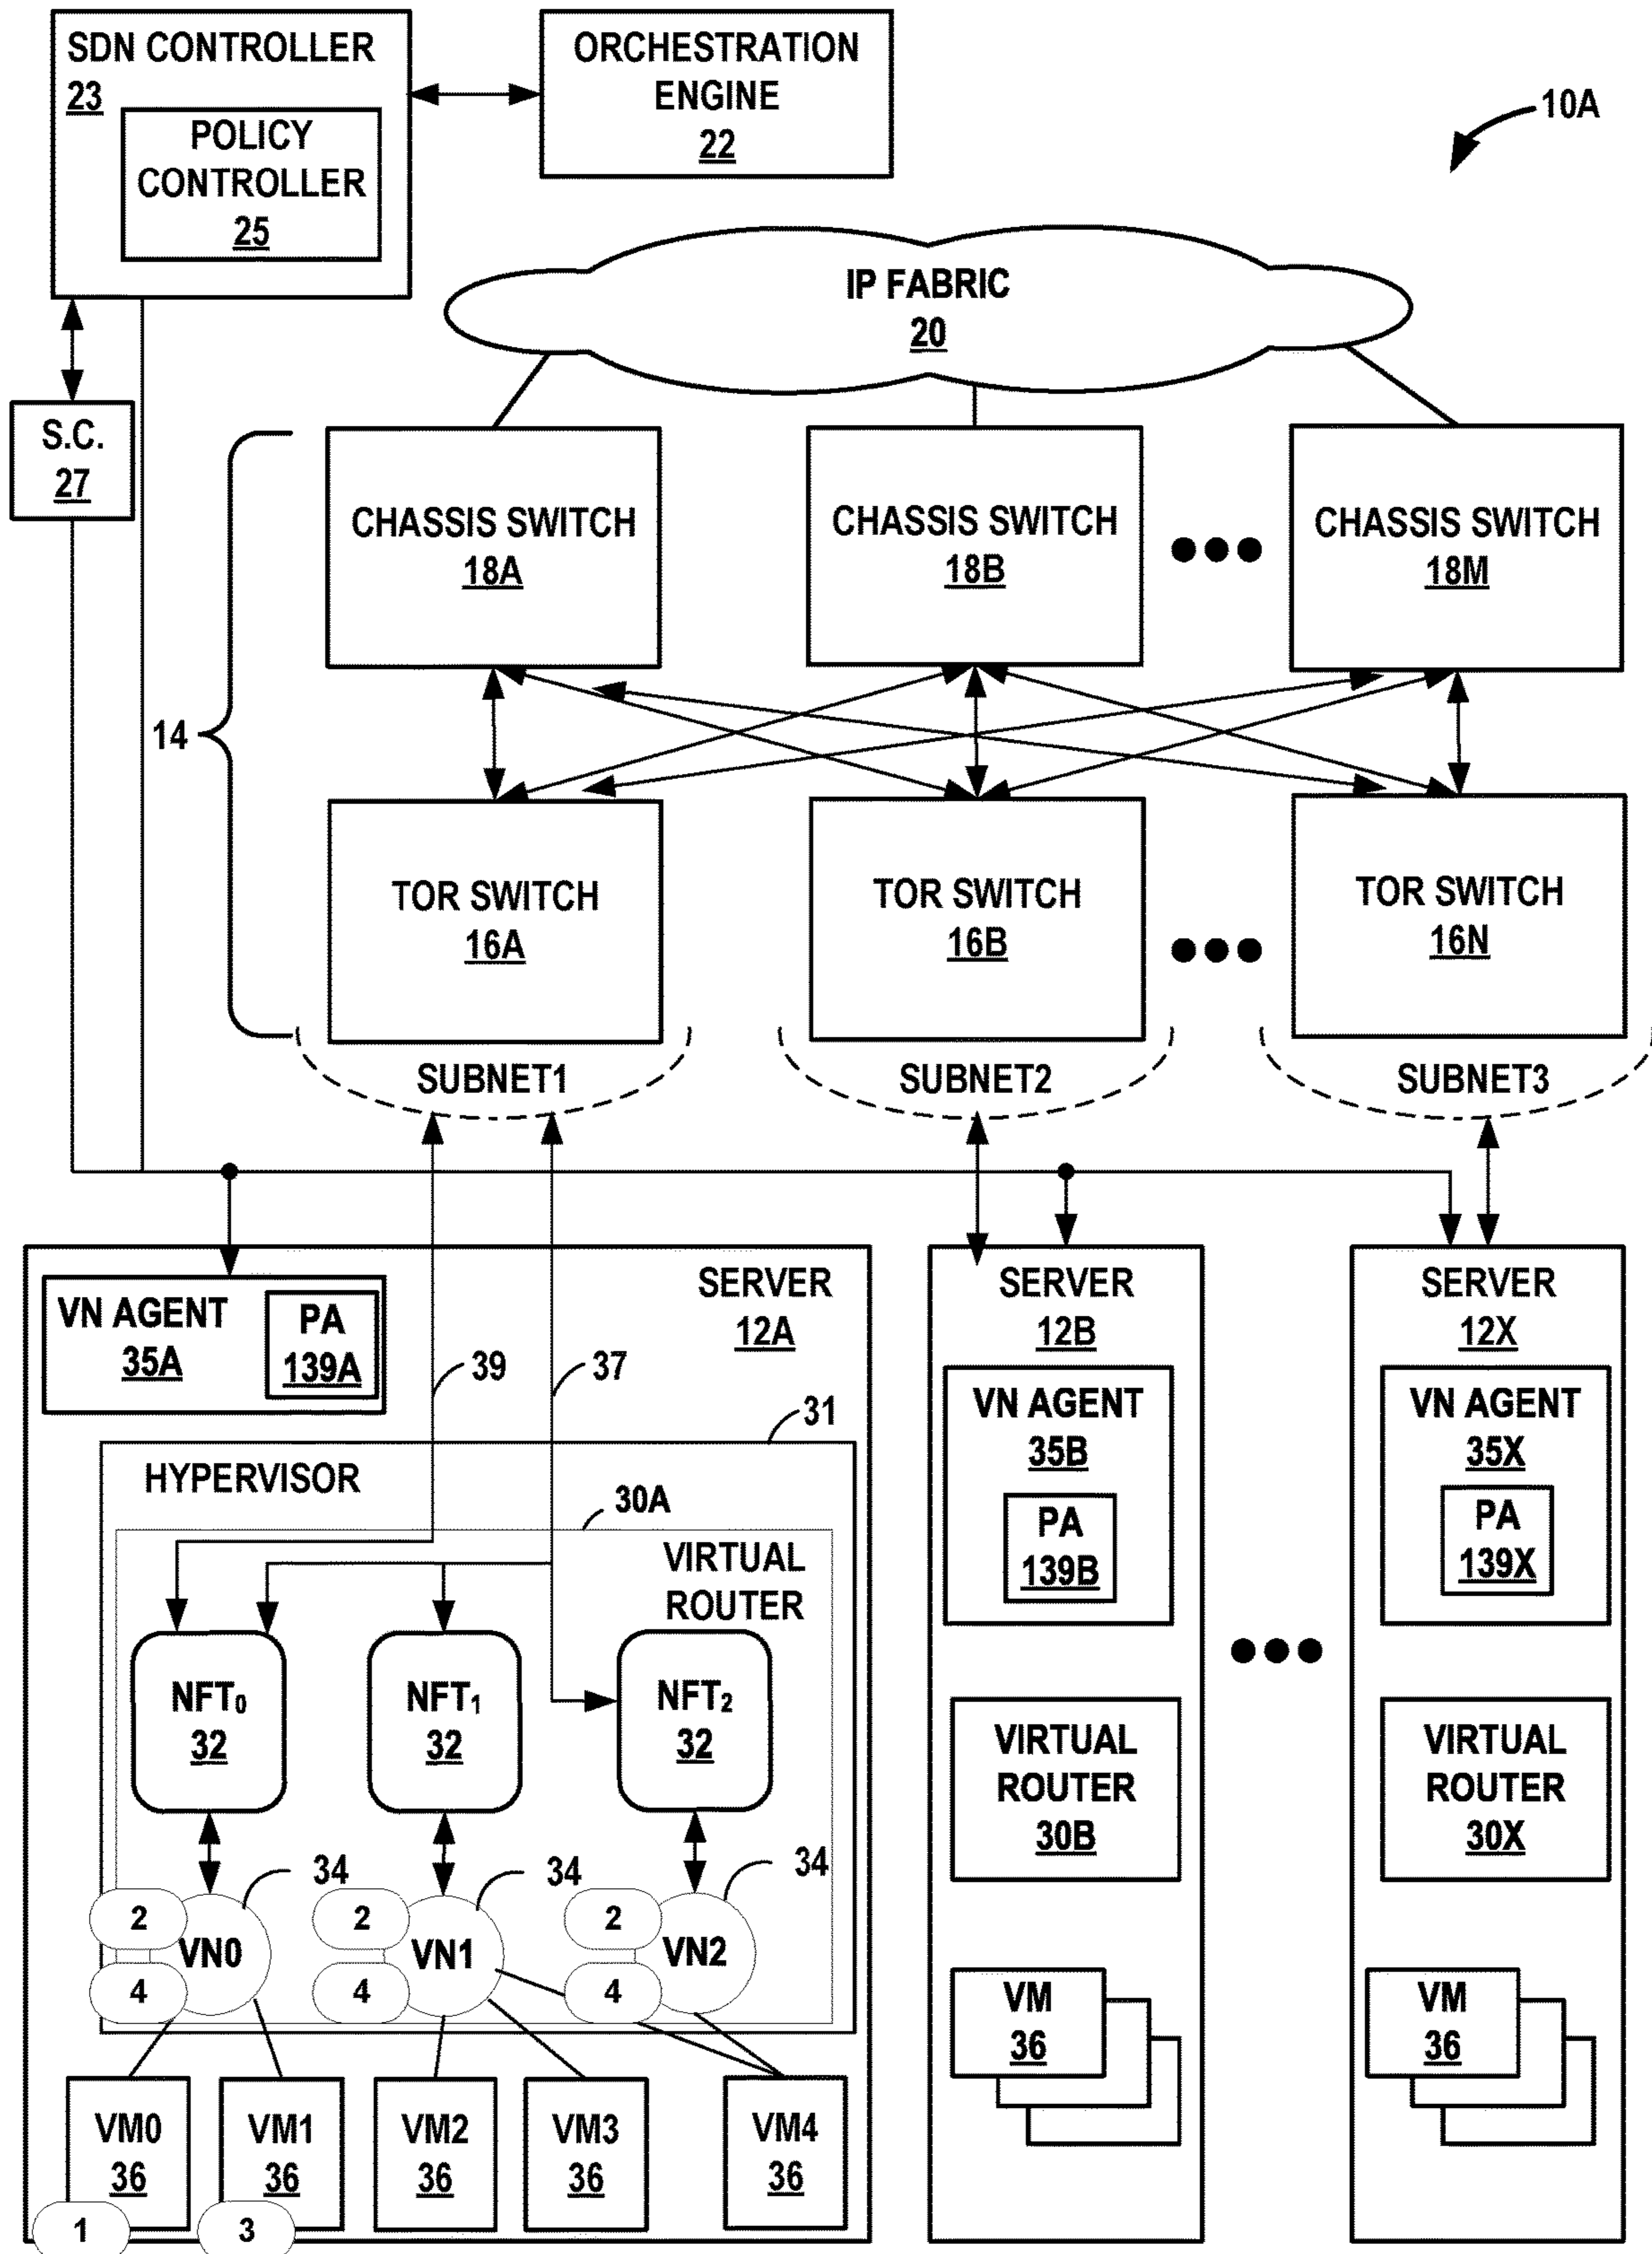 SDN CONTROLLER
23
POLICY
CONTROLLER
25
ORCHESTRATION
ENGINE
22
10A
IP FABRIC
20
S.C.
27
14
CHASSIS SWITCH
18A
CHASSIS SWITCH
18B
CHASSIS SWITCH
18M
TOR SWITCH
16A
TOR SWITCH
16B
TOR SWITCH
16N
SUBNET1
SUBNET2
SUBNET3
SERVER
12A
VN AGENT
35A
PA
139A
39
37
31
HYPERVISOR
30A
VIRTUAL
ROUTER
NFT₀
32
NFT₁
32
NFT₂
32
34
34
34
2
VN0
4
2
VN1
4
2
VN2
4
VM0
36
VM1
36
VM2
36
VM3
36
VM4
36
1
3
SERVER
12B
VN AGENT
35B
PA
139B
VIRTUAL
ROUTER
30B
VM
36
SERVER
12X
VN AGENT
35X
PA
139X
VIRTUAL
ROUTER
30X
VM
36